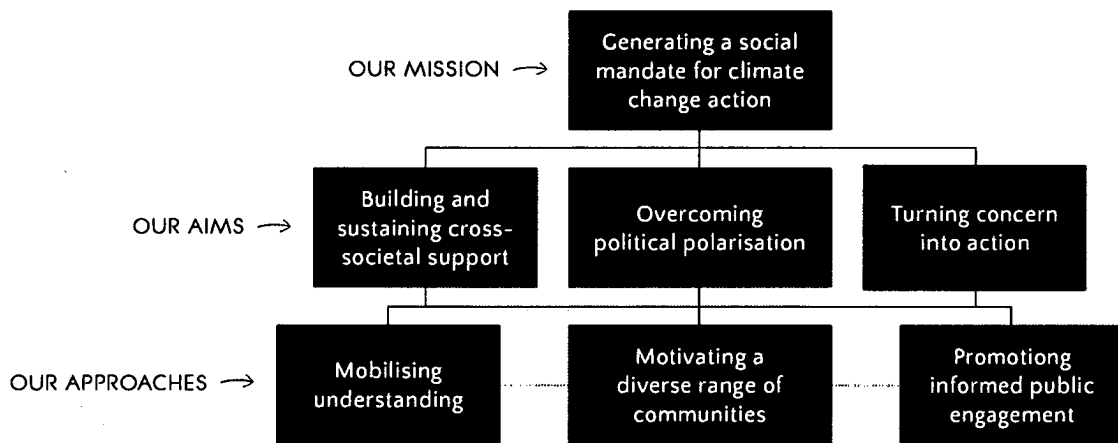 Generating a social
mandate for climate
change action
OUR MISSION →
Building and
sustaining cross-
societal support
Overcoming
political polarisation
Turning concern
into action
OUR AIMS →
Mobilising
understanding
Motivating a
diverse range of
communities
Promotiong
informed public
engagement
OUR APPROACHES →